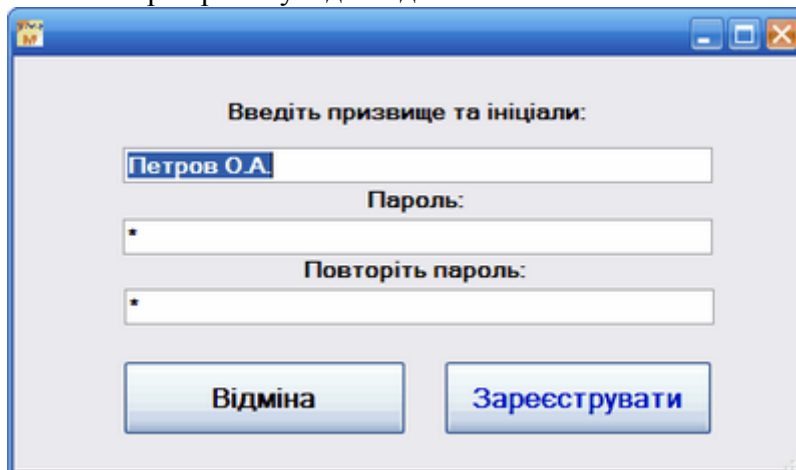 Введіть призвище та ініціали:
Петров О.А.
Пароль:
*
Повторіть пароль:
*
Відміна Зареєструвати